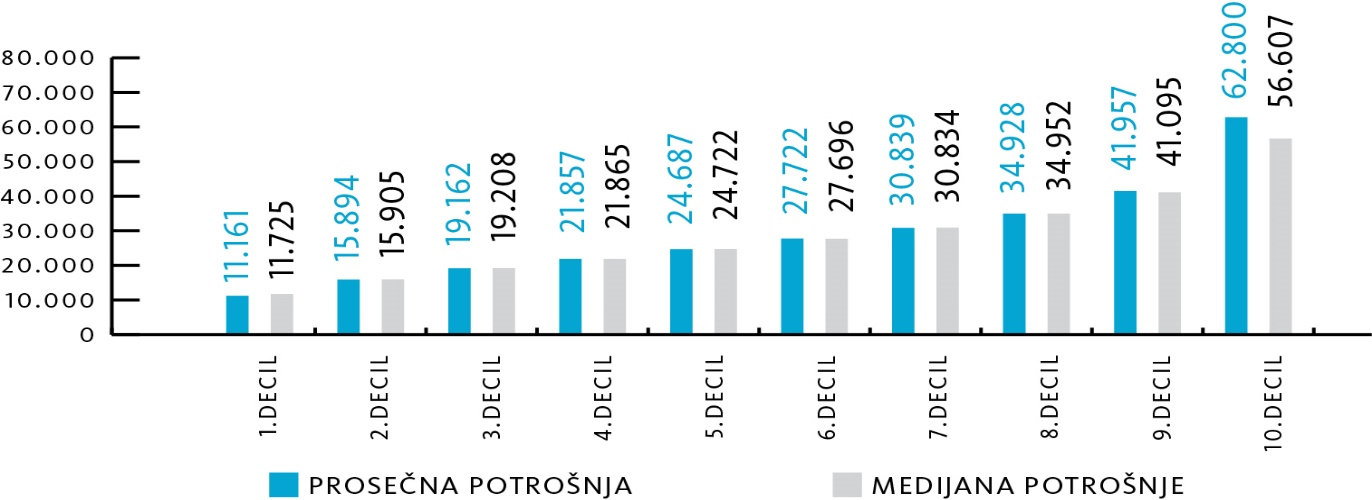 80.000
70.000
60.000
50.000
40.000
30.000
20.000
10.000
0
11.161
11.725
15.894
15.905
19.162
19.208
21.857
21.865
24.687
24.722
27.722
27.696
30.839
30.834
34.928
34.952
41.957
41.095
62.800
56.607
1.DECIL
2.DECIL
3.DECIL
4.DECIL
5.DECIL
6.DECIL
7.DECIL
8.DECIL
9.DECIL
10.DECIL
PROSEČNA POTROŠNJA
MEDIJANA POTROŠNJE